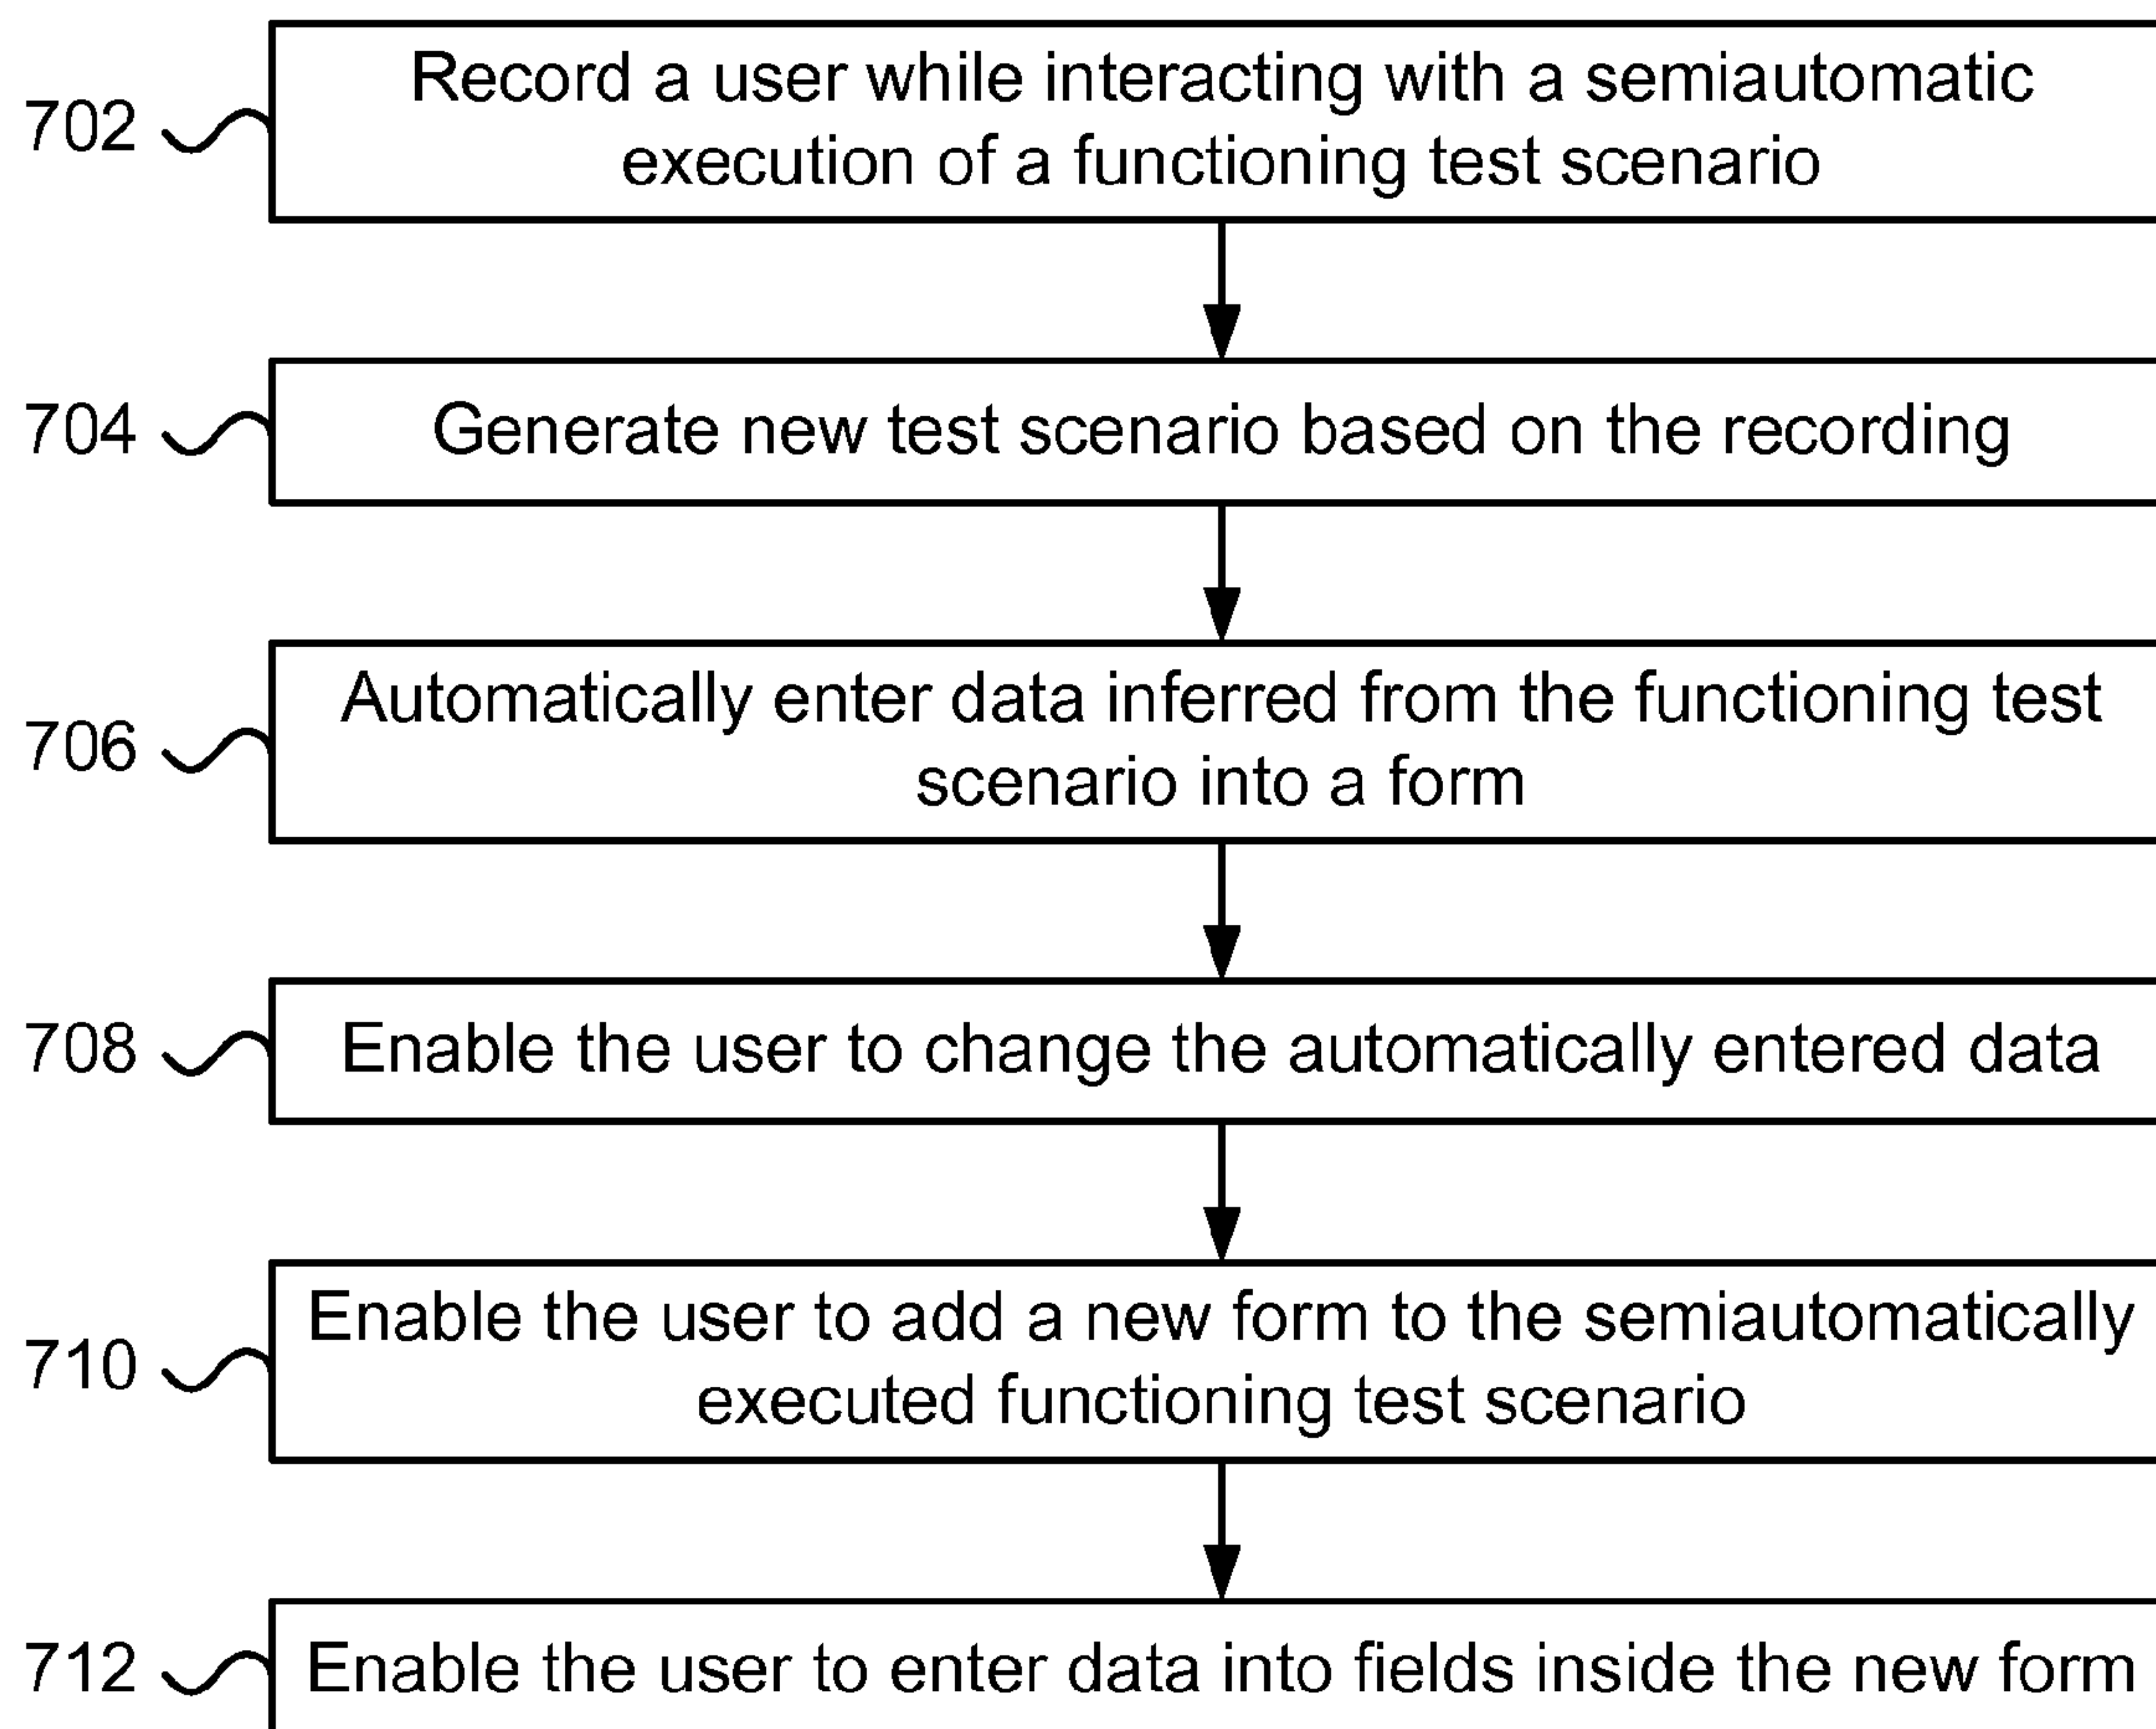 702
Record a user while interacting with a semiautomatic
execution of a functioning test scenario
704
Generate new test scenario based on the recording
706
Automatically enter data inferred from the functioning test
scenario into a form
708
Enable the user to change the automatically entered data
710
Enable the user to add a new form to the semiautomatically
executed functioning test scenario
712
Enable the user to enter data into fields inside the new form